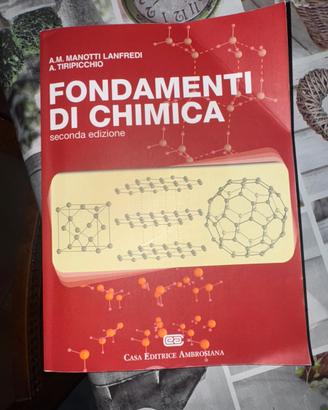 A.M. MANOTTI LANFREDI
A. TIRIPICCHIO
FONDAMENTI
DI CHIMICA
seconda edizione
CASA EDITRICE AMBROSIANA